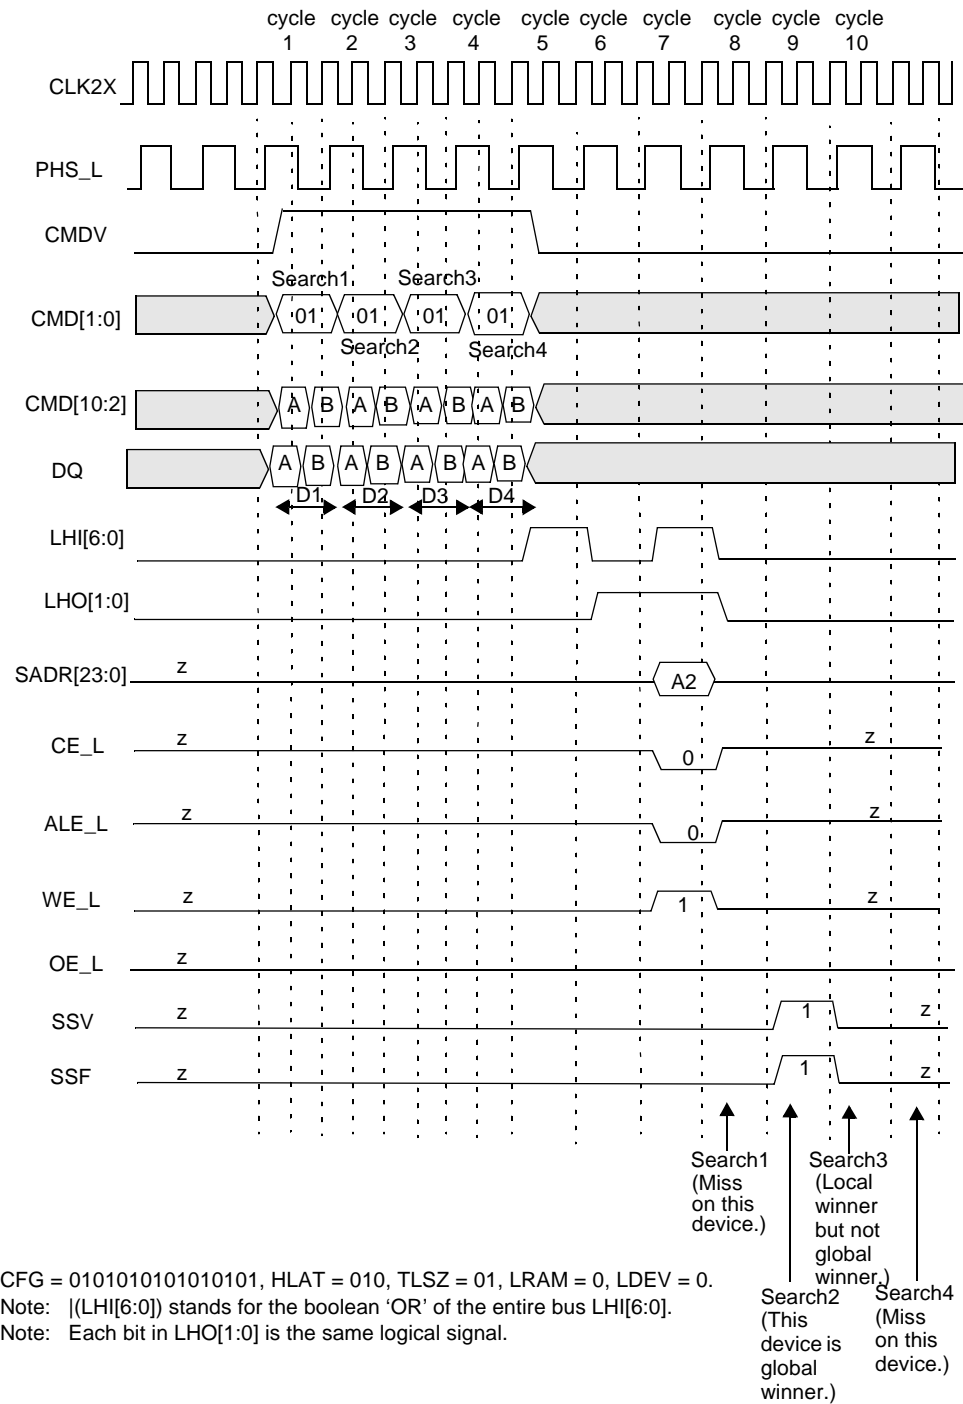 cycle cycle cycle cycle cycle cycle cycle cycle cycle cycle
1 2 3 4 5 6 7 8 9 10
CLK2X
PHS_L
CMDV
Search1 Search3
CMD[1:0] 01 01 01 01
Search2 Search4
CMD[10:2] A B A B A B A B
DQ A B A B A B A B
D1 D2 D3 D4
LHI[6:0]
LHO[1:0]
SADR[23:0] z A2
CE_L z 0 z
ALE_L z 0 z
WE_L z 1 z
OE_L z
SSV z 1 z
SSF z 1 z
Search1
(Miss
on this
device.)
Search3
(Local
winner
but not
global
winner.)
Search2
(This
device is
global
winner.)
Search4
(Miss
on this
device.)
CFG = 0101010101010101, HLAT = 010, TLSZ = 01, LRAM = 0, LDEV = 0.
Note: |(LHI[6:0]) stands for the boolean ‘OR’ of the entire bus LHI[6:0].
Note: Each bit in LHO[1:0] is the same logical signal.